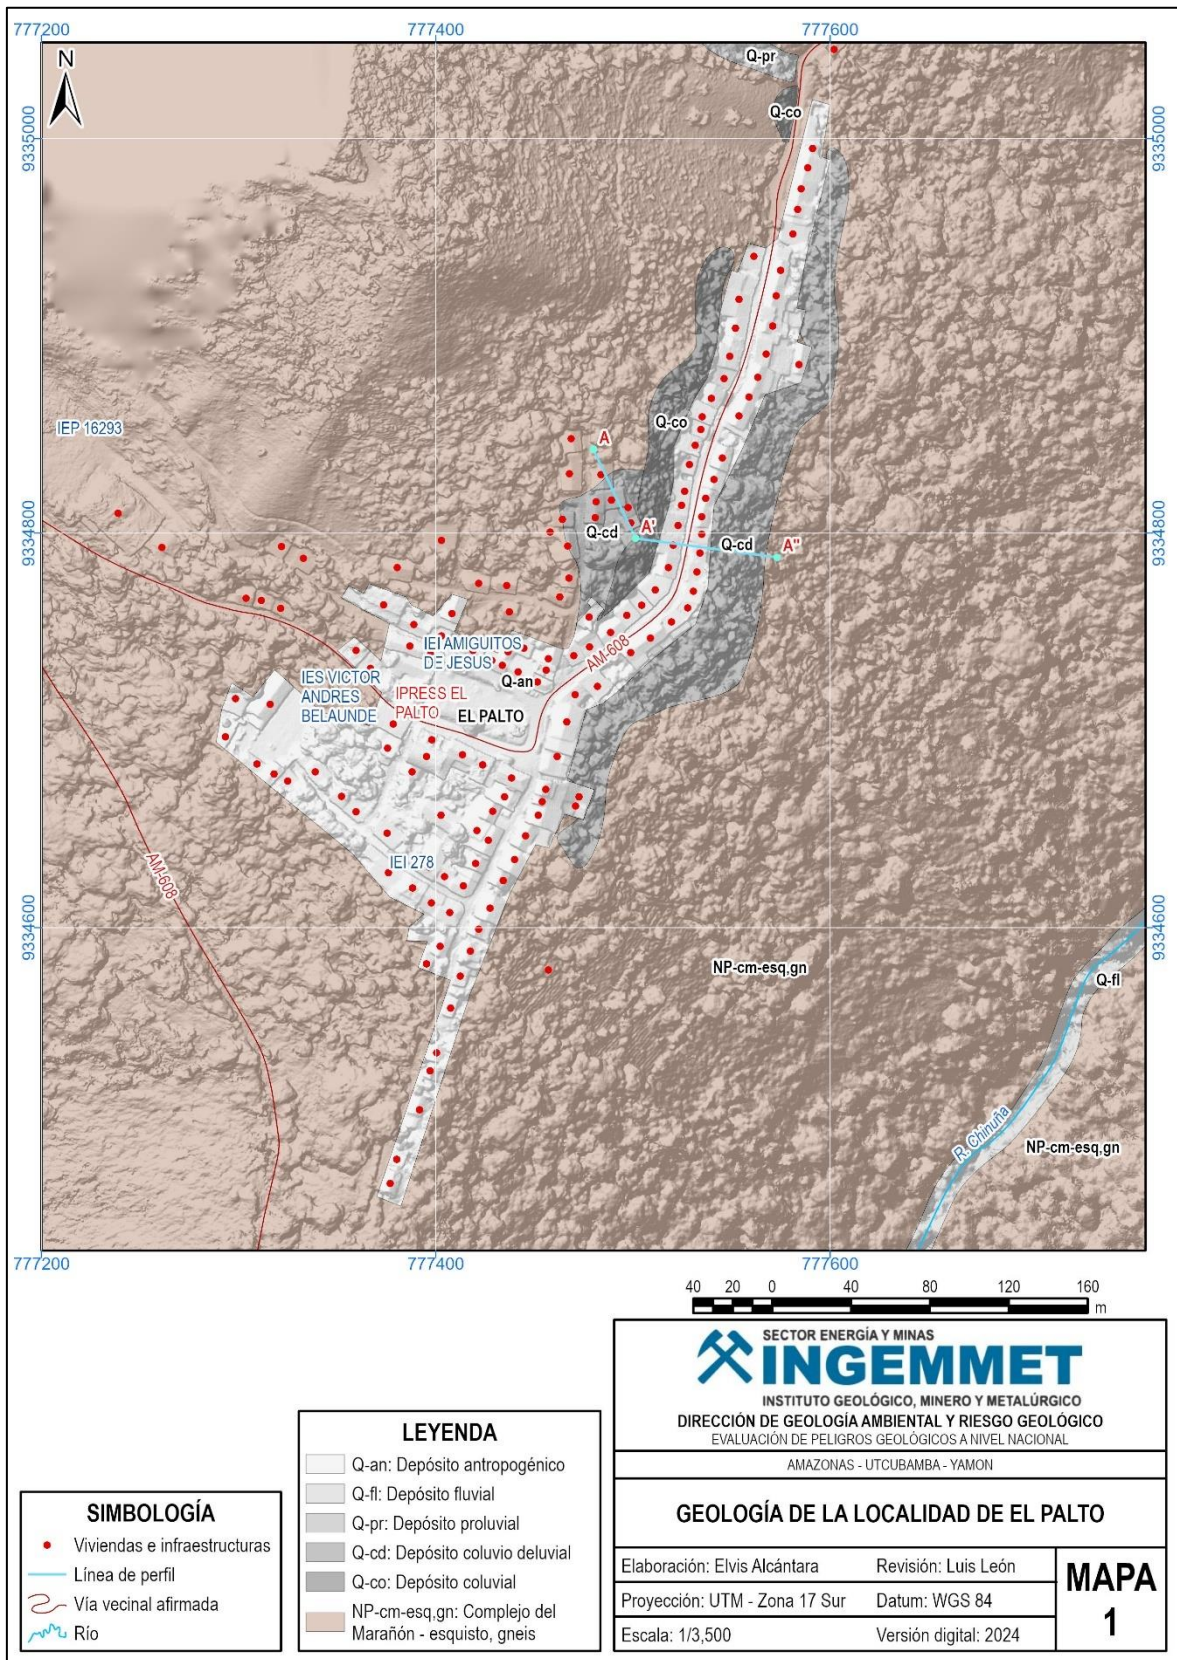 777200
777400
777600
N
Q-pr
Q-co
9335000
9335000
IEP 16293
A
Q-co
9334800
Q-cd
A'
Q-cd
A"
9334800
IEI AMIGUITOS
DE JESUS
AM-608
IES VICTOR
ANDRES
BELAUNDE
Q-an
IPRESS EL
PALTO
EL PALTO
AM-608
IEI 278
9334600
9334600
NP-cm-esq,gn
Q-fl
R. Chinuña
NP-cm-esq,gn
777200
777400
777600
40 20 0 40 80 120 160
m
SECTOR ENERGÍA Y MINAS
INGEMMET
INSTITUTO GEOLÓGICO, MINERO Y METALÚRGICO
DIRECCIÓN DE GEOLOGÍA AMBIENTAL Y RIESGO GEOLÓGICO
EVALUACIÓN DE PELIGROS GEOLÓGICOS A NIVEL NACIONAL
AMAZONAS - UTCUBAMBA - YAMON
GEOLOGÍA DE LA LOCALIDAD DE EL PALTO
Elaboración: Elvis Alcántara Revisión: Luis León
Proyección: UTM - Zona 17 Sur Datum: WGS 84
Escala: 1/3,500 Versión digital: 2024
MAPA
1
LEYENDA
Q-an: Depósito antropogénico
Q-fl: Depósito fluvial
Q-pr: Depósito proluvial
Q-cd: Depósito coluvio deluvial
Q-co: Depósito coluvial
NP-cm-esq,gn: Complejo del
Marañón - esquisto, gneis
SIMBOLOGÍA
Viviendas e infraestructuras
Línea de perfil
Vía vecinal afirmada
Río